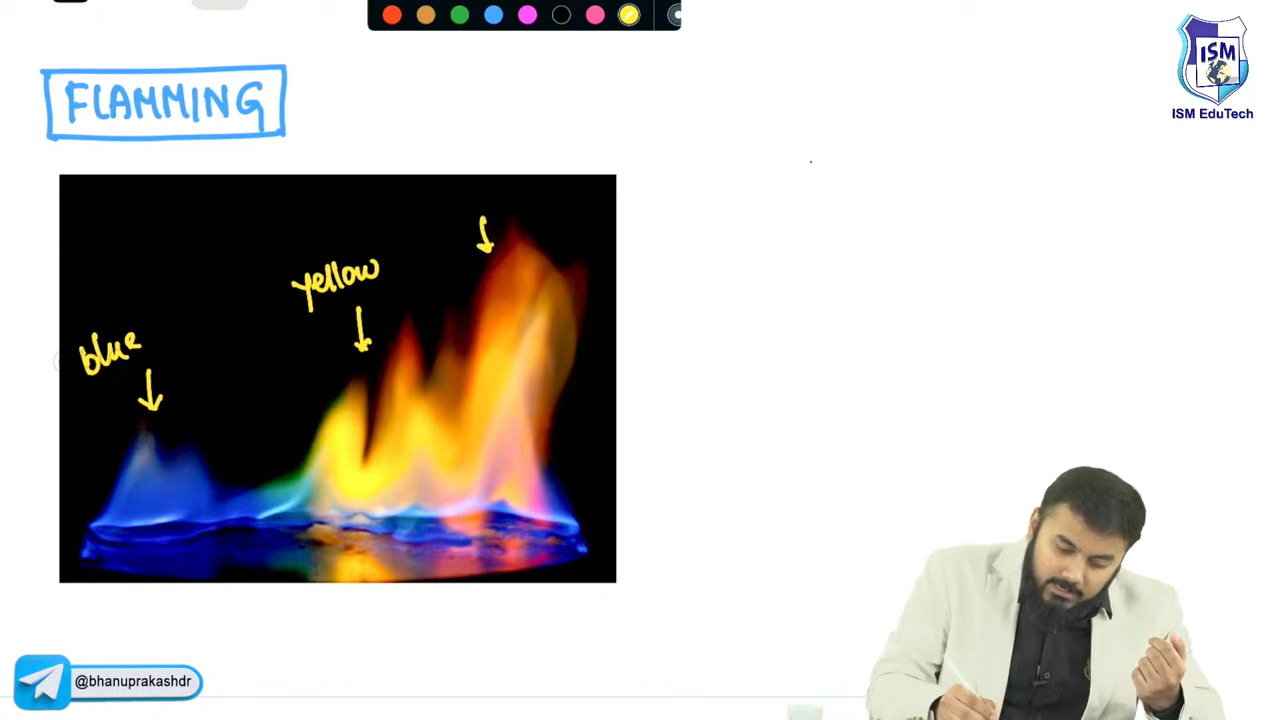 ISM
ISM EduTech
FLAMMING
yellow
blue
@bhanuprakashdr